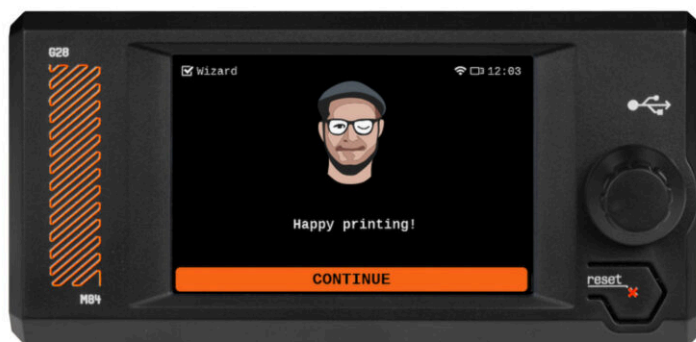 G28
Wizard
12:03
Happy printing!
CONTINUE
reset
M84